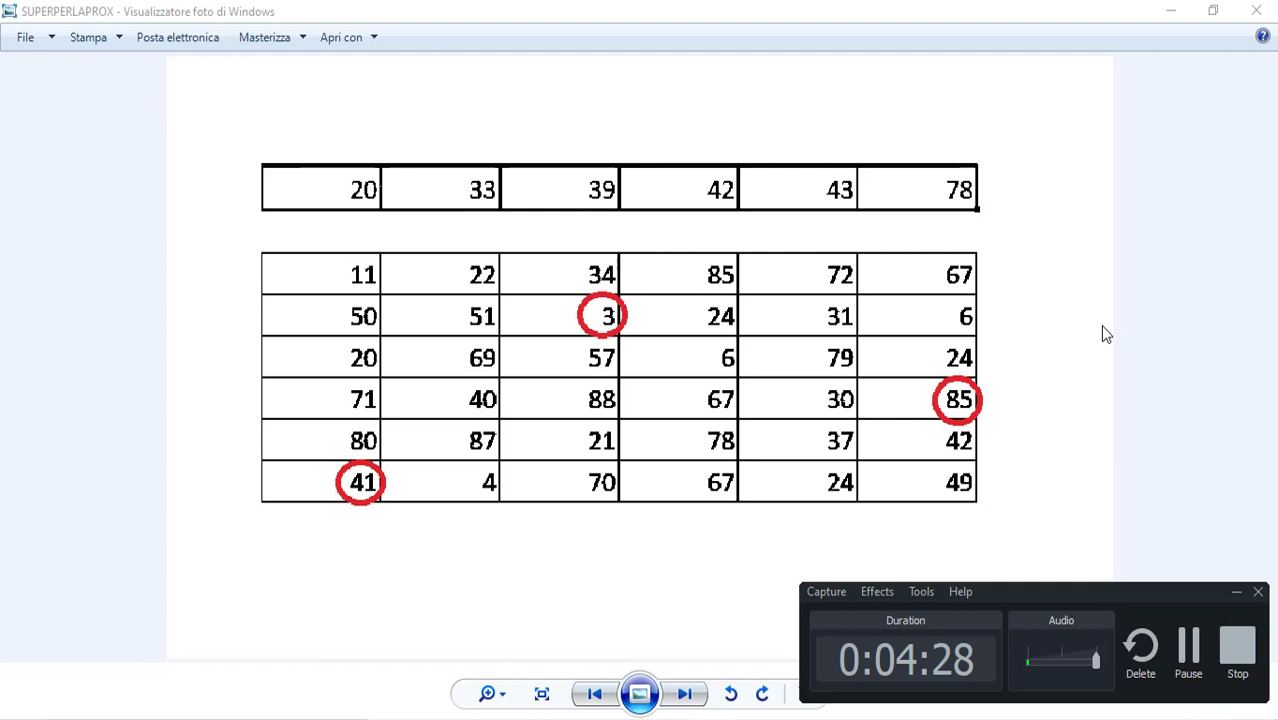 SUPERPERLAPROX - Visualizzatore foto di Windows
File Stampa Posta elettronica Masterizza Apri con
20 33 39 42 43 78
11 22 34 85 72 67
50 51 3 24 31 6
20 69 57 6 79 24
71 40 88 67 30 85
80 87 21 78 37 42
41 4 70 67 24 49
Capture Effects Tools Help
Duration Audio
0:04:28
Delete Pause Stop